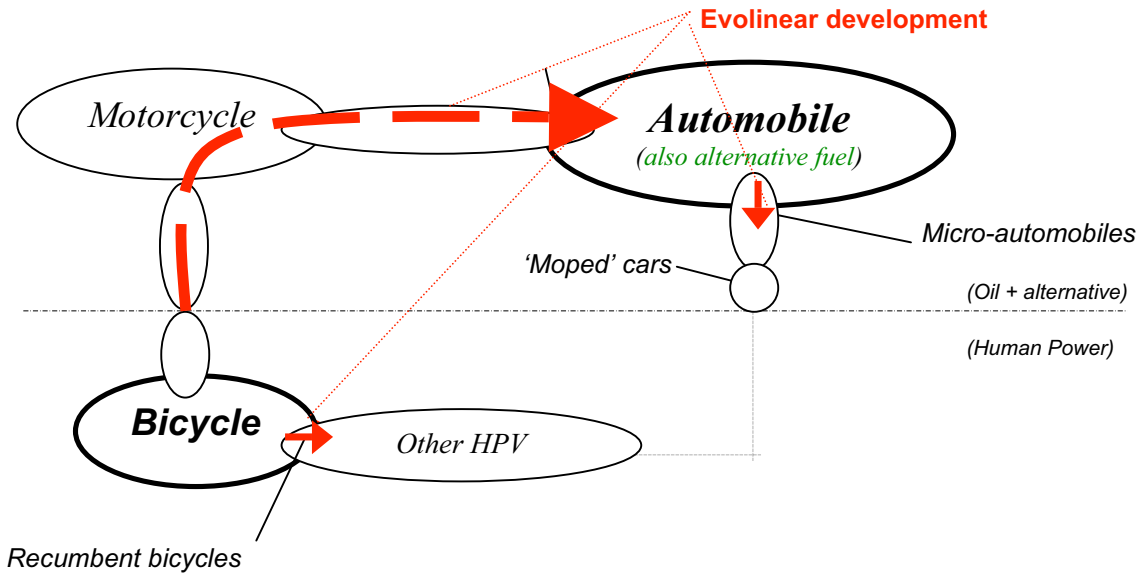 Evolinear development
Motorcycle
Automobile
(also alternative fuel)
Micro-automobiles
‘Moped’ cars
(Oil + alternative)
(Human Power)
Bicycle
Other HPV
Recumbent bicycles